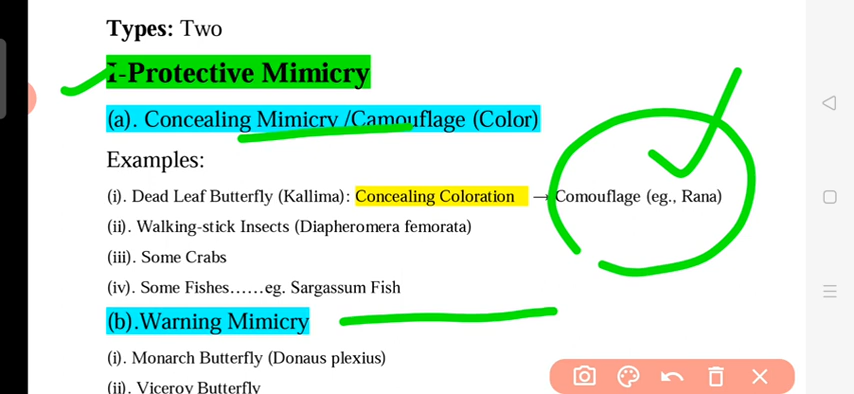 Types: Two
I-Protective Mimicry
(a). Concealing Mimicry /Camouflage (Color)
Examples:
(i). Dead Leaf Butterfly (Kallima): Concealing Coloration → Comouflage (eg., Rana)
(ii). Walking-stick Insects (Diapheromera femorata)
(iii). Some Crabs
(iv). Some Fishes......eg. Sargassum Fish
(b).Warning Mimicry
(i). Monarch Butterfly (Donaus plexius)
(ii). Viceroy Butterfly